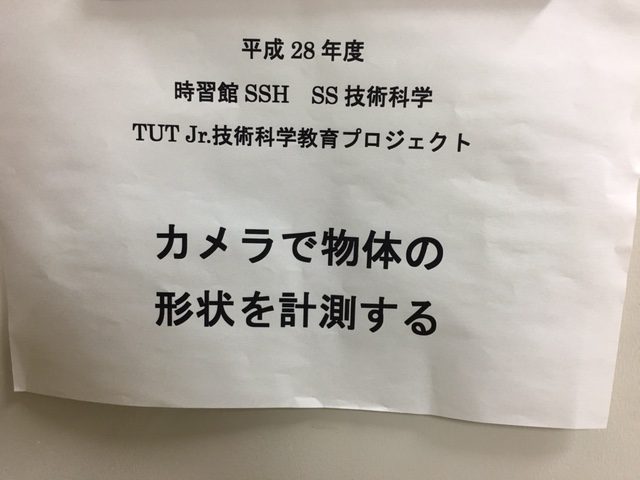 平成 28 年度
時習館 SSH　SS 技術科学
TUT Jr.技術科学教育プロジェクト
カメラで物体の
形状を計測する